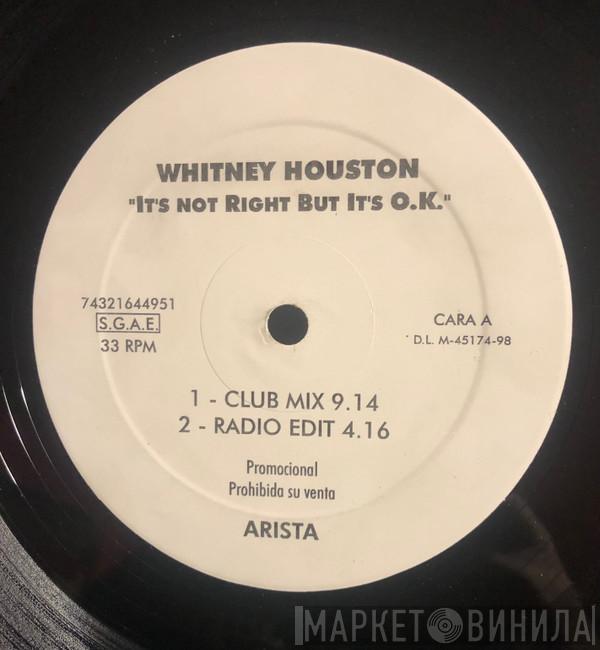 WHITNEY HOUSTON
"IT'S NOT RIGHT BUT IT'S O.K."
74321644951
S.G.A.E.
33 RPM
CARA A
D.L. M-45174-98
1 - CLUB MIX 9.14
2 - RADIO EDIT 4.16
Promocional
Prohibida su venta
ARISTA
МАРКЕТ ВИНИЛА